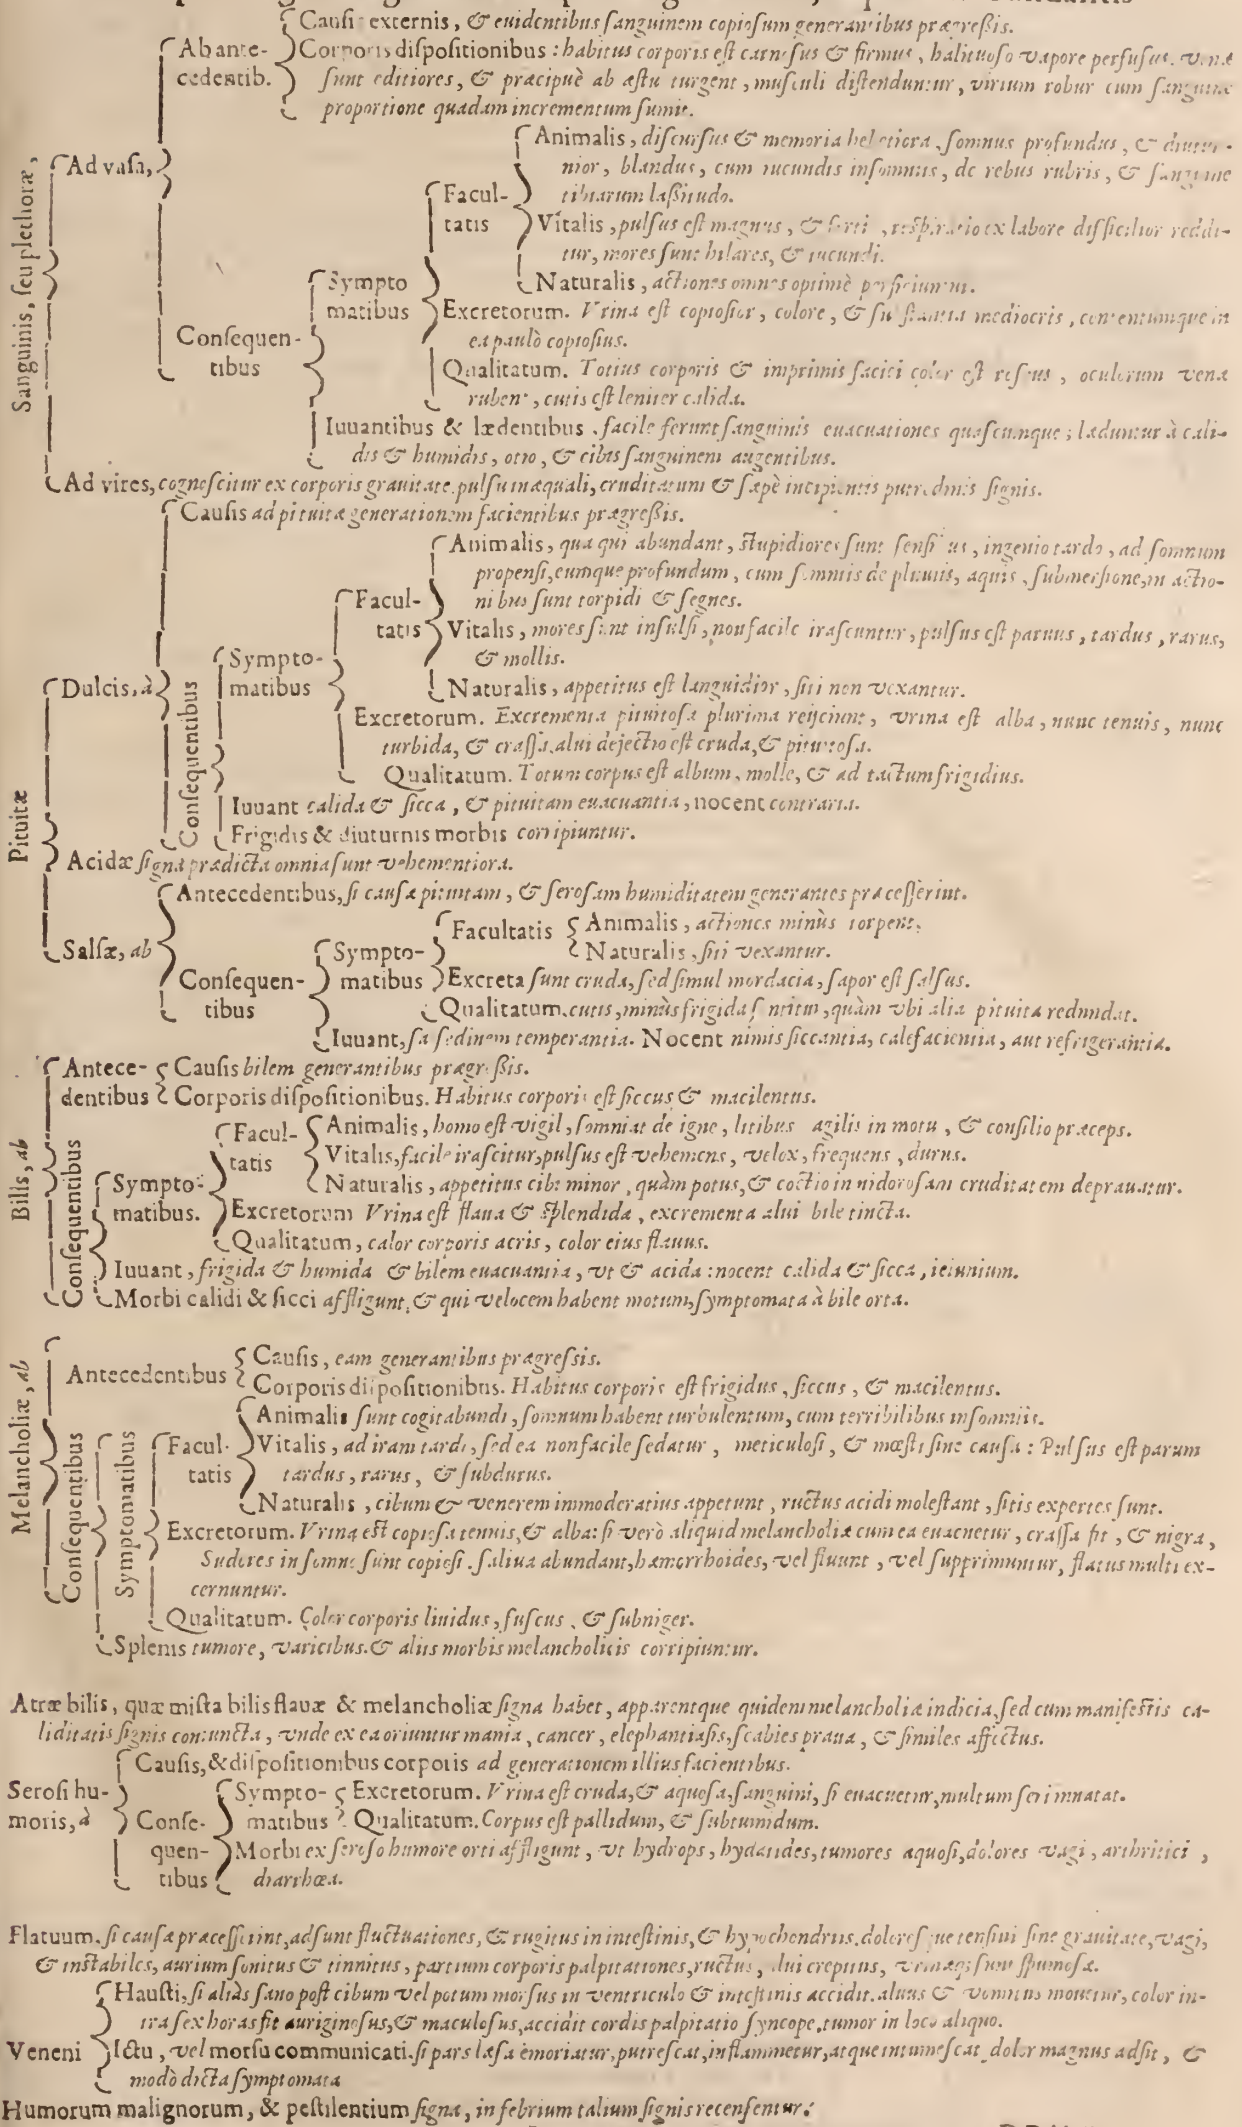 Causis externis, & euidentibus sanguinem copiosum generantibus prægreßis.
Ab ante-
cedentib.
Corporis dispositionibus : habitus corporis est carnosus & firmus, halituoso vapore perfusus. venæ
sunt editiores, & præcipuè ab æstu turgent, musculi distenduntur, virium robur cum sanguine
proportione quadam incrementum sumit.
Sanguinis, seu plethoræ,
Ad vasa,
Animalis, discursus & memoria hebetiora, somnus profundus, & diutur-
nior, blandus, cum iucundis insomniis, de rebus rubris, & sanguine
tibiarum laßitudo.
Facul-
tatis
Vitalis, pulsus est magnus, & forti, respiratio ex labore difficilior reddi-
tur, mores sunt hilares, & iucundi.
Naturalis, actiones omnes optimè perficiuntur.
Sympto
matibus
Consequen-
tibus
Excretorum. Vrina est copiosior, colore, & substantia mediocris, contentumque in
ea paulò copiosius.
Qualitatum. Totius corporis & imprimis faciei color est roseus, oculorum venæ
rubent, cutis est leniter calida.
Iuuantibus & lædentibus, facile ferunt sanguinis euacuationes quascumque; læduntur à cali-
dis & humidis, otio, & cibis sanguinem augentibus.
Ad vires, cognoscitur ex corporis grauitate, pulsu inæquali, cruditatum & sæpè incipientis putredinis signis.
Pituitæ
Dulcis, à
Causis ad pituitæ generationem facientibus prægreßis.
Consequentibus
Sympto-
matibus
Facul-
tatis
Animalis, qua qui abundant, stupidiores sunt sensibus, ingenio tardo, ad somnum
propensi, eumque profundum, cum somniis de pluuiis, aquis, submersione, in actio-
nibus sunt torpidi & segnes.
Vitalis, mores sunt insulsi, non facile irascuntur, pulsus est paruus, tardus, rarus,
& mollis.
Naturalis, appetitus est languidior, siti non vexantur.
Excretorum. Excrementa pituitosa plurima reijciunt, vrina est alba, nunc tenuis, nunc
turbida, & crassa, alui dejectio est cruda, & pituitosa.
Qualitatum. Totum corpus est album, molle, & ad tactum frigidius.
Iuuant calida & sicca, & pituitam euacuantia, nocent contraria.
Frigidis & diuturnis morbis corripiuntur.
Acidæ signa prædicta omnia sunt vehementiora.
Salsæ, ab
Antecedentibus, si causæ pituitam, & serosam humiditatem generantes præcesserint.
Consequen-
tibus
Sympto-
matibus
Facultatis
Animalis, actiones minùs torpent.
Naturalis, siti vexantur.
Excreta sunt cruda, sed simul mordacia, sapor est salsus.
Qualitatum. cutis, minùs frigida sentitur, quàm vbi alia pituita redundat.
Iuuant, salsedinem temperantia. Nocent nimis siccantia, calefacientia, aut refrigerantia.
Bilis, ab
Antece-
dentibus
Causis bilem generantibus prægressis.
Corporis dispositionibus. Habitus corporis est siccus & macilentus.
Consequentibus
Sympto-
matibus.
Facul-
tatis
Animalis, homo est vigil, somniat de igne, litibus agilis in motu, & consilio præceps.
Vitalis, facile irascitur, pulsus est vehemens, velox, frequens, durus.
Naturalis, appetitus cibi minor, quàm potus, & coctio in nidorosam cruditatem deprauatur.
Excretorum Vrina est flaua & splendida, excrementa alui bile tincta.
Qualitatum, calor corporis acris, color eius flauus.
Iuuant, frigida & humida & bilem euacuantia, vt & acida : nocent calida & sicca, ieiunium.
Morbi calidi & sicci affligunt, & qui velocem habent motum, symptomata à bile orta.
Melancholiæ, ab
Antecedentibus
Causis, eam generantibus prægressis.
Corporis dispositionibus. Habitus corporis est frigidus, siccus, & macilentus.
Consequentibus
Symptomatibus
Facul-
tatis
Animalis sunt cogitabundi, somnum habent turbulentum, cum terribilibus insomniis.
Vitalis, ad iram tardi, sed ea non facile sedatur, meticulosi, & mœsti sine causa : Pulsus est parum
tardus, rarus, & subdurus.
Naturalis, cibum & venerem immoderatius appetunt, ructus acidi molestant, sitis expertes sunt.
Excretorum. Vrina est copiosa tennis, & alba: si verò aliquid melancholiæ cum ea euacuetur, crassa fit, & nigra,
Sudores in somno sunt copiosi. saliua abundant, hæmorrhoides, vel fluunt, vel supprimuntur, flatus multi ex-
cernuntur.
Qualitatum. Color corporis liuidus, fuscus, & subniger.
Splenis tumore, varicibus. & aliis morbis melancholicis corripiuntur.
Atræ bilis, quæ mista bilis flauæ & melancholiæ signa habet, apparentque quidem melancholiæ indicia, sed cum manifestis ca-
liditatis signis coniuncta, vnde ex ea oriuntur mania, cancer, elephantiasis, scabies praua, & similes affectus.
Serosi hu-
moris, à
Causis, & dispositionibus corporis ad generationem illius facientibus.
Conse-
quen-
tibus
Sympto-
matibus
Excretorum. Vrina est cruda, & aquosa, sanguini, si euacuetur, multum seri innatat.
Qualitatum. Corpus est pallidum, & subtumidum.
Morbi ex seroso humore orti affligunt, vt hydrops, hydatides, tumores aquosi, dolores vagi, arthritici,
diarrhœa.
Flatuum. si causæ præcesserint, adsunt fluctuationes, & rugitus in intestinis, & hypochondriis. doloresque tensiui sine grauitate, vagi,
& instabiles, aurium sonitus & tinnitus, partium corporis palpitationes, ructus, alui crepitus, vrinæq; sunt spumosæ.
Veneni
Hausti, si aliàs sano post cibum vel potum morsus in ventriculo & intestinis accidit. aluus & vomitus mouetur, color in-
tra sex horas fit auriginosus, & maculosus, accidit cordis palpitatio syncope, tumor in loco aliquo.
Ictu, vel morsu communicati. si pars læsa emoriatur, putrescat, inflammetur, atque intumescat dolor magnus adsit, &
modò dicta symptomata
Humorum malignorum, & pestilentium signa, in febrium talium signis recensentur.